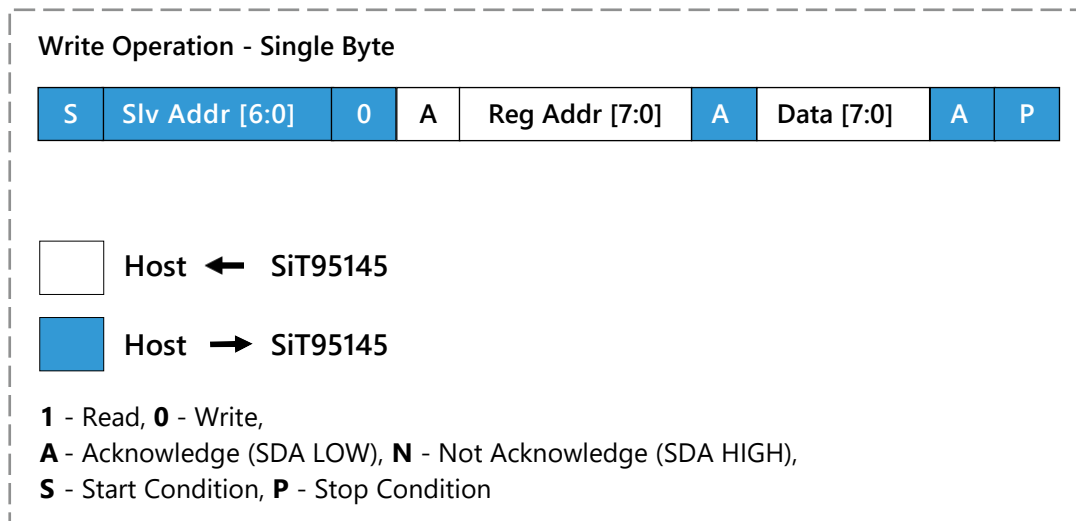 Write Operation - Single Byte
S Slv Addr [6:0] 0 A Reg Addr [7:0] A Data [7:0] A P
Host ← SiT95145
Host → SiT95145
1 - Read, 0 - Write,
A - Acknowledge (SDA LOW), N - Not Acknowledge (SDA HIGH),
S - Start Condition, P - Stop Condition